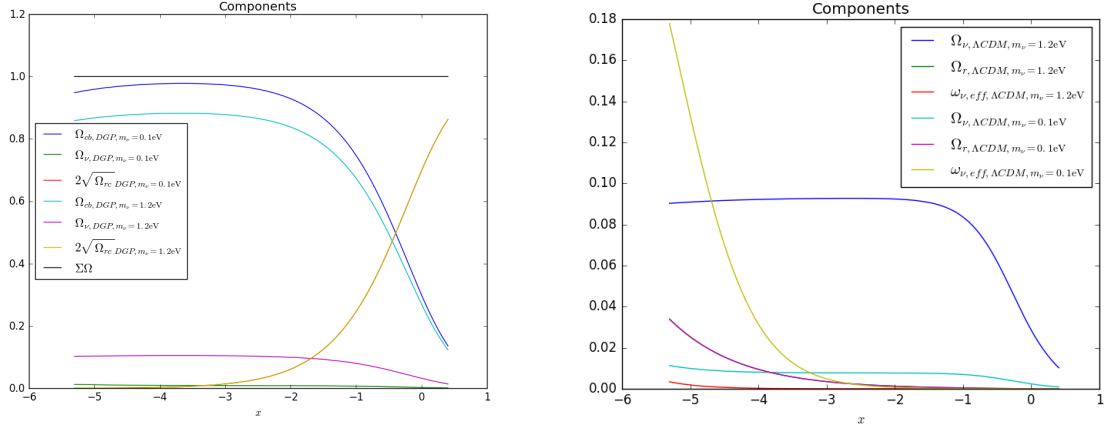 Components
1.2
1.0
0.8
0.6
0.4
0.2
0.0
Ω_{cb, DGP, m_ν = 0.1eV}
Ω_{ν, DGP, m_ν = 0.1eV}
2√Ω_{rc} _{DGP, m_ν = 0.1eV}
Ω_{cb, DGP, m_ν = 1.2eV}
Ω_{ν, DGP, m_ν = 1.2eV}
2√Ω_{rc} _{DGP, m_ν = 1.2eV}
ΣΩ
−6 −5 −4 −3 −2 −1 0 1
x
Components
0.18
0.16
0.14
0.12
0.10
0.08
0.06
0.04
0.02
0.00
Ω_{ν, ΛCDM, m_ν = 1.2eV}
Ω_{r, ΛCDM, m_ν = 1.2eV}
ω_{ν, eff, ΛCDM, m_ν = 1.2eV}
Ω_{ν, ΛCDM, m_ν = 0.1eV}
Ω_{r, ΛCDM, m_ν = 0.1eV}
ω_{ν, eff, ΛCDM, m_ν = 0.1eV}
−6 −5 −4 −3 −2 −1 0 1
x